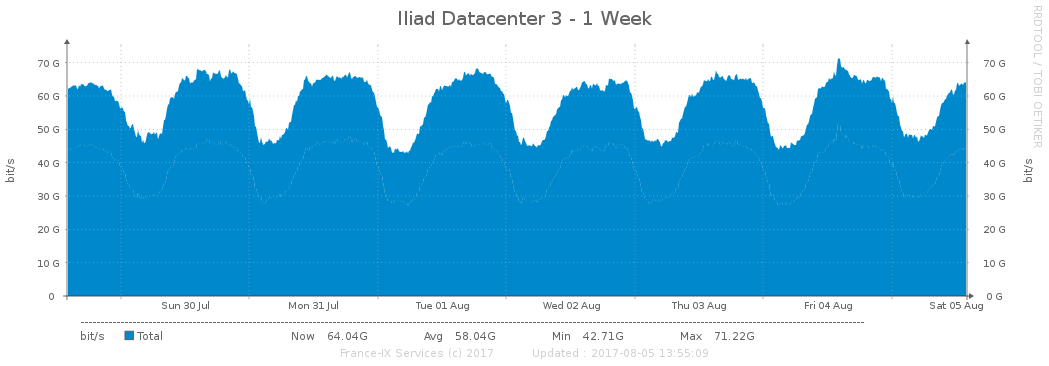 Iliad Datacenter 3 - 1 Week
RRDTOOL / TOBI OETIKER
bit/s
bit/s
70 G 70 G
60 G 60 G
50 G 50 G
40 G 40 G
30 G 30 G
20 G 20 G
10 G 10 G
0 0 G
Sun 30 Jul Mon 31 Jul Tue 01 Aug Wed 02 Aug Thu 03 Aug Fri 04 Aug Sat 05 Aug
bit/s Total Now 64.04G Avg 58.04G Min 42.71G Max 71.22G
France-IX Services (c) 2017 Updated : 2017-08-05 13:55:09